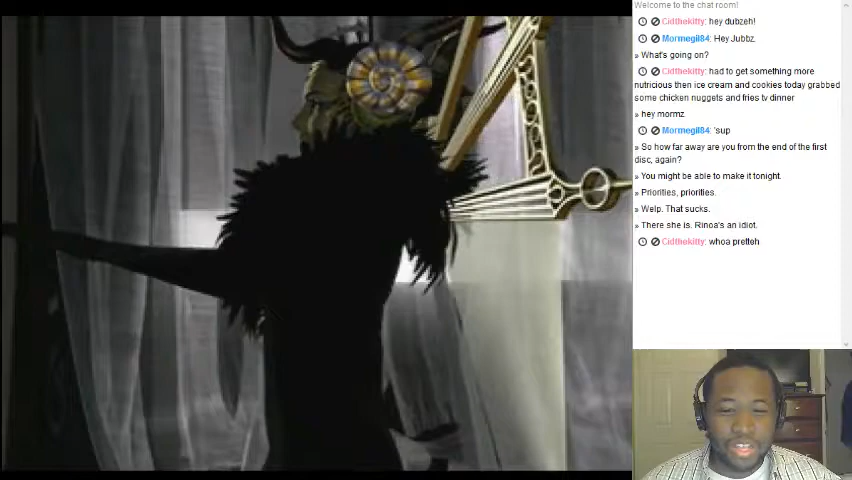 Welcome to the chat room!
Cidthekitty: hey dubzeh!
Mormegil84: Hey Jubbz.
» What's going on?
Cidthekitty: had to get something more
nutricious then ice cream and cookies today grabbed
some chicken nuggets and fries tv dinner
» hey mormz
Mormegil84: 'sup
» So how far away are you from the end of the first
disc, again?
» You might be able to make it tonight.
» Priorities, priorities.
» Welp. That sucks.
» There she is. Rinoa's an idiot.
Cidthekitty: whoa pretteh